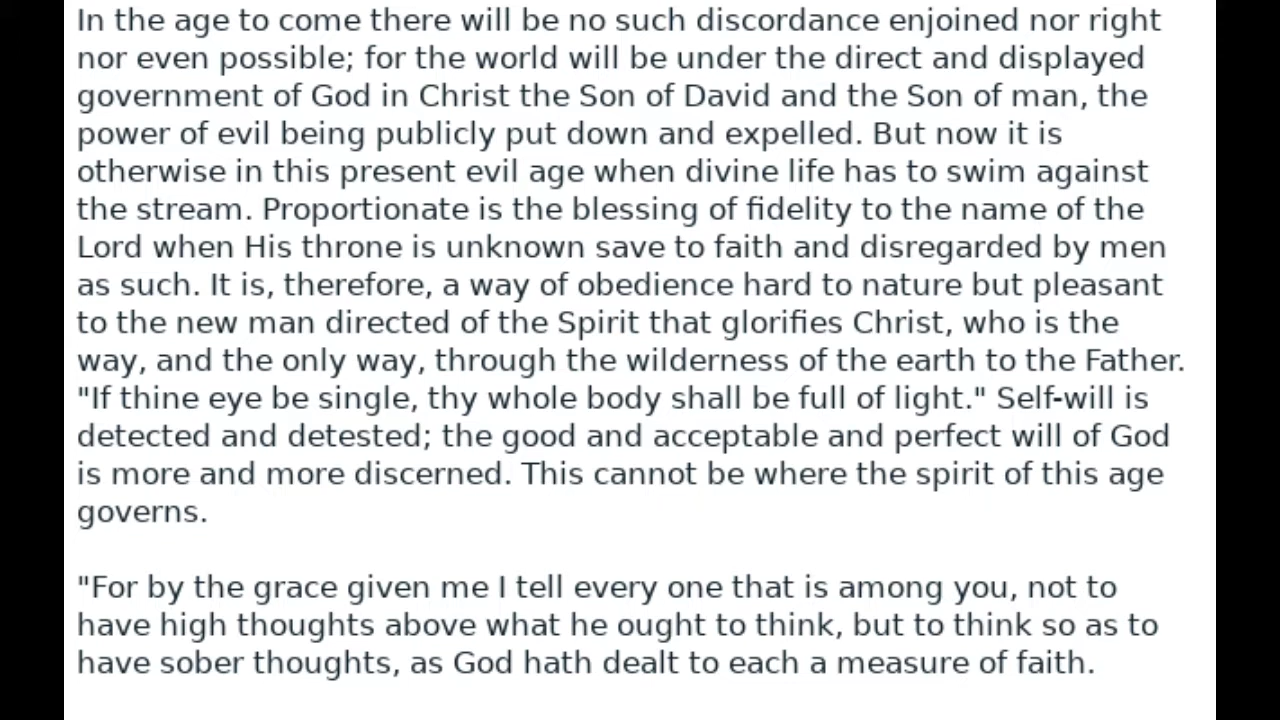 In the age to come there will be no such discordance enjoined nor right
nor even possible; for the world will be under the direct and displayed
government of God in Christ the Son of David and the Son of man, the
power of evil being publicly put down and expelled. But now it is
otherwise in this present evil age when divine life has to swim against
the stream. Proportionate is the blessing of fidelity to the name of the
Lord when His throne is unknown save to faith and disregarded by men
as such. It is, therefore, a way of obedience hard to nature but pleasant
to the new man directed of the Spirit that glorifies Christ, who is the
way, and the only way, through the wilderness of the earth to the Father.
"If thine eye be single, thy whole body shall be full of light." Self-will is
detected and detested; the good and acceptable and perfect will of God
is more and more discerned. This cannot be where the spirit of this age
governs.
"For by the grace given me I tell every one that is among you, not to
have high thoughts above what he ought to think, but to think so as to
have sober thoughts, as God hath dealt to each a measure of faith.